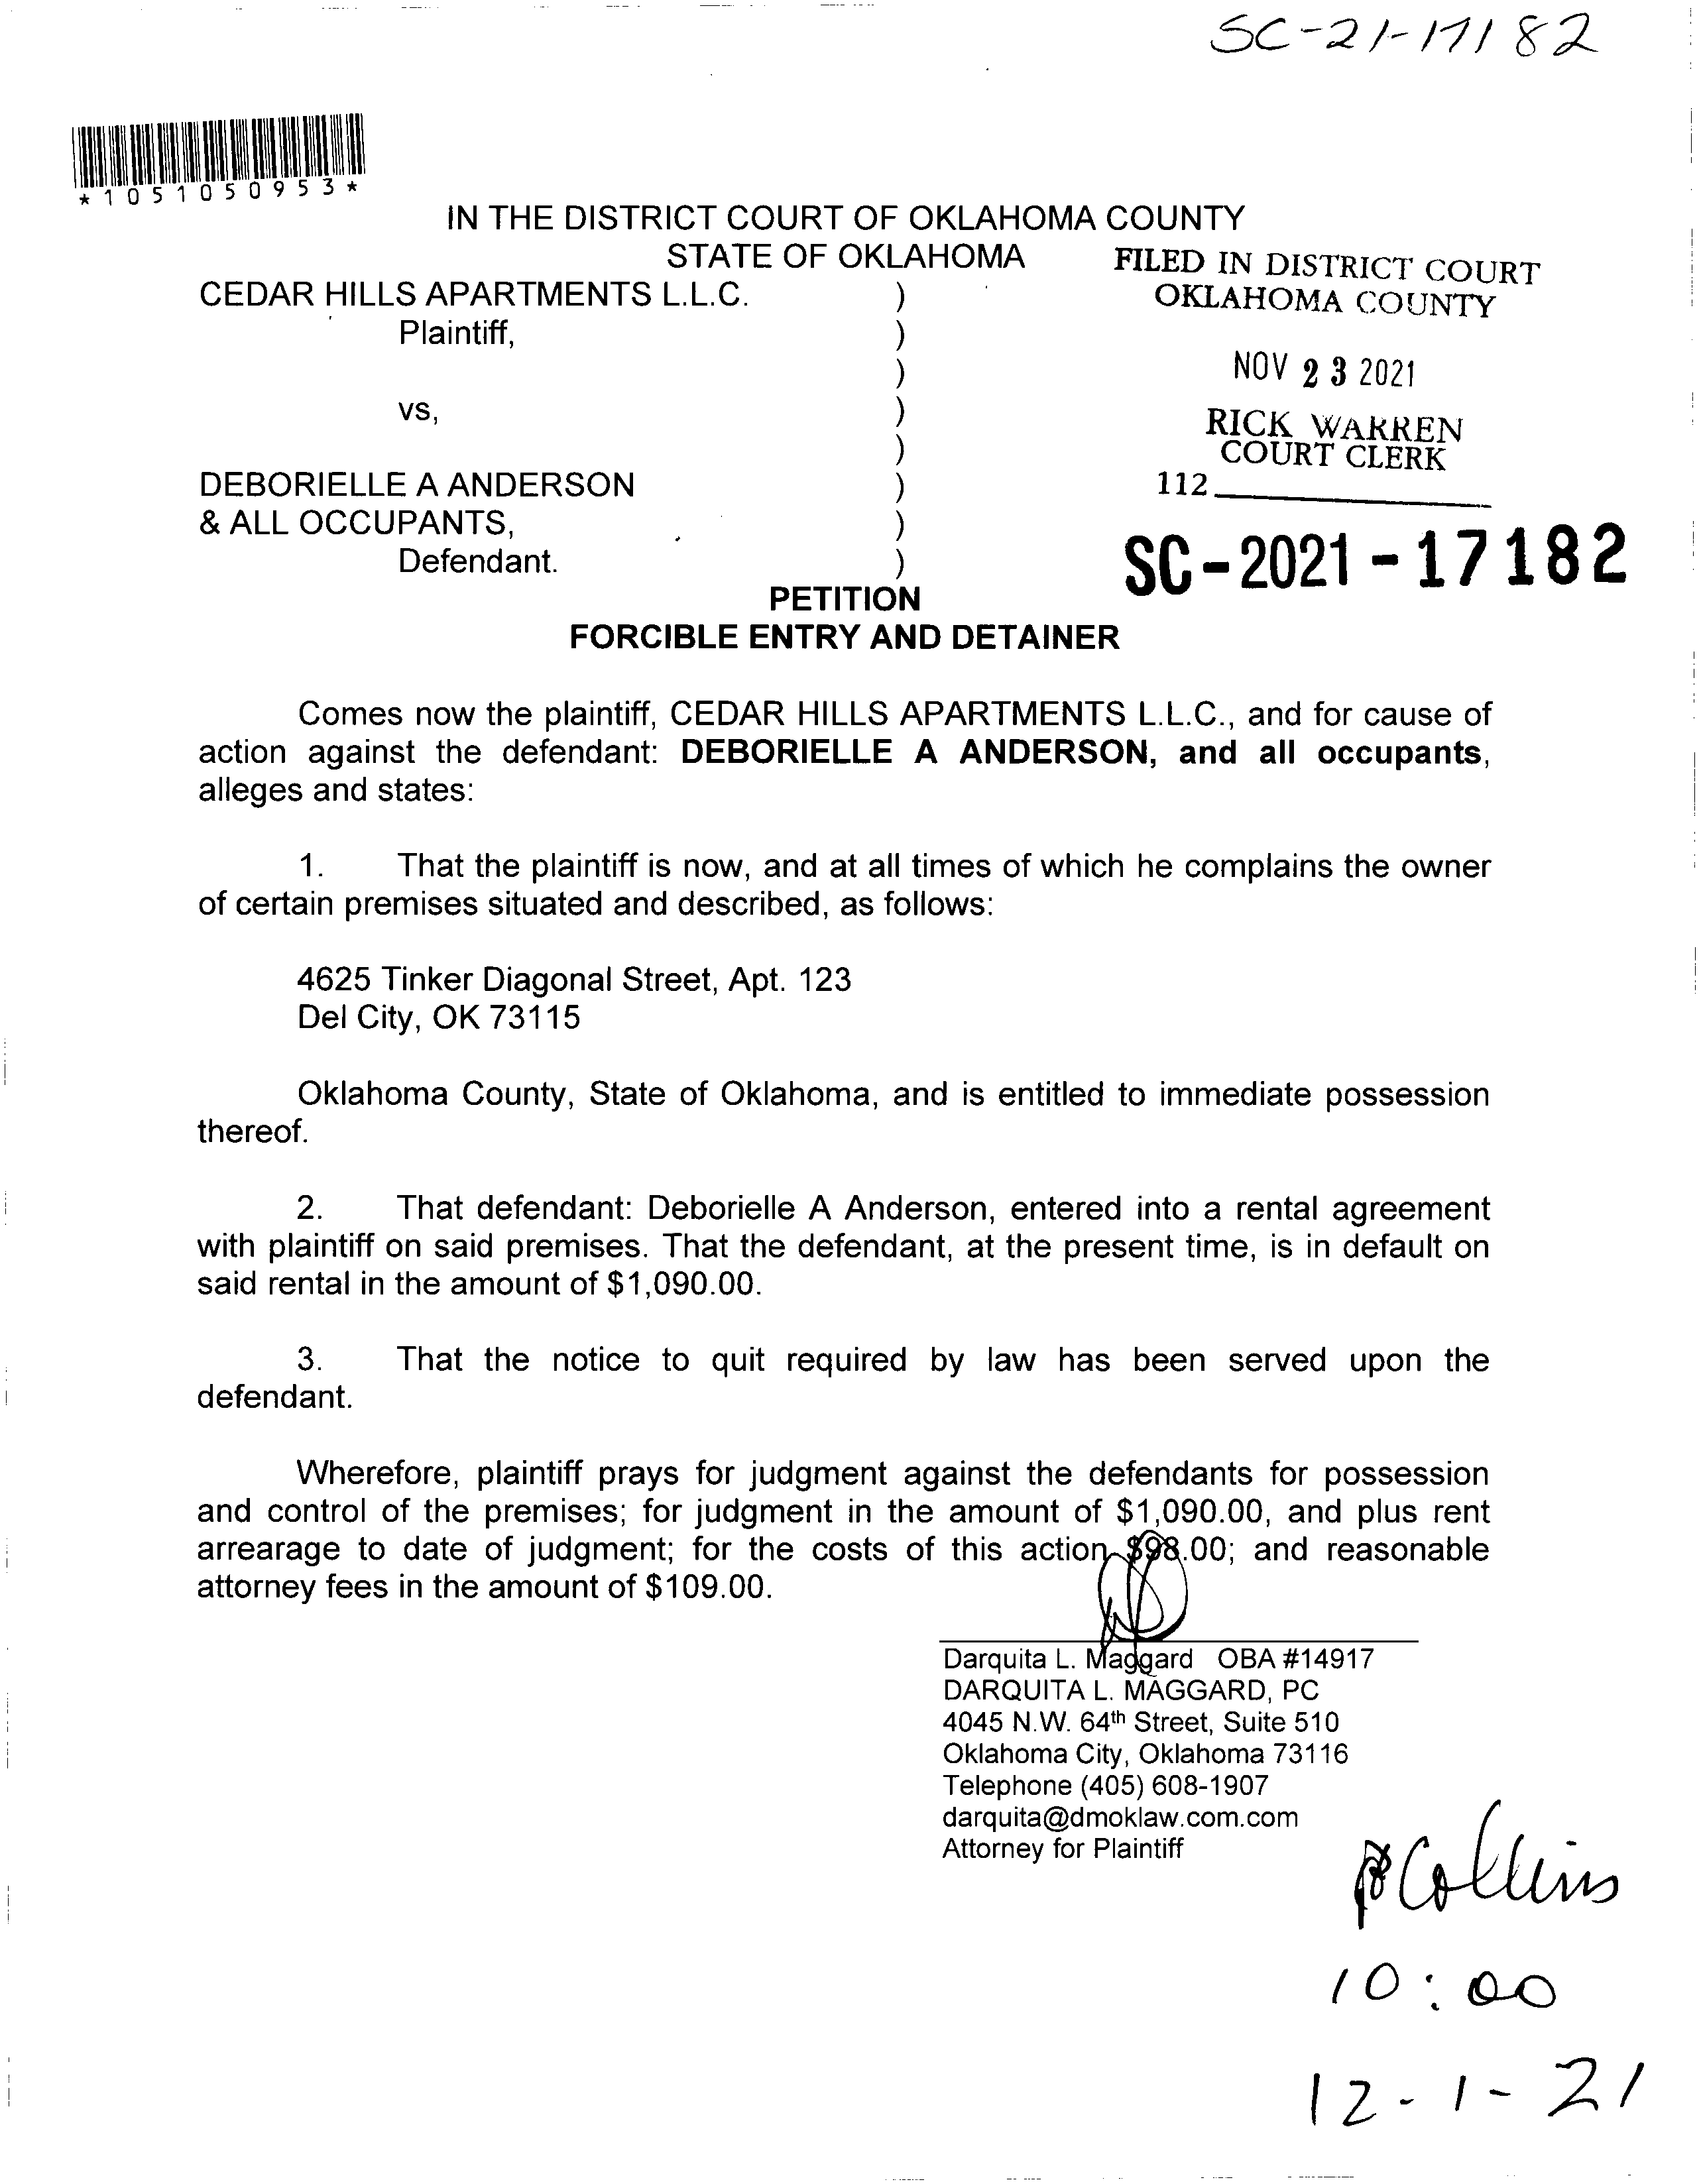 SC-21-17182
*1051050953*
IN THE DISTRICT COURT OF OKLAHOMA COUNTY
STATE OF OKLAHOMA
FILED IN DISTRICT COURT
OKLAHOMA COUNTY
CEDAR HILLS APARTMENTS L.L.C. )
Plaintiff, )
)
NOV 23 2021
vs, )
RICK WARREN
COURT CLERK
)
DEBORIELLE A ANDERSON )
112
& ALL OCCUPANTS, )
Defendant. )
SC-2021-17182
PETITION
FORCIBLE ENTRY AND DETAINER
Comes now the plaintiff, CEDAR HILLS APARTMENTS L.L.C., and for cause of
action against the defendant: DEBORIELLE A ANDERSON, and all occupants,
alleges and states:
1. That the plaintiff is now, and at all times of which he complains the owner
of certain premises situated and described, as follows:
4625 Tinker Diagonal Street, Apt. 123
Del City, OK 73115
Oklahoma County, State of Oklahoma, and is entitled to immediate possession
thereof.
2. That defendant: Deborielle A Anderson, entered into a rental agreement
with plaintiff on said premises. That the defendant, at the present time, is in default on
said rental in the amount of $1,090.00.
3. That the notice to quit required by law has been served upon the
defendant.
Wherefore, plaintiff prays for judgment against the defendants for possession
and control of the premises; for judgment in the amount of $1,090.00, and plus rent
arrearage to date of judgment; for the costs of this action, $98.00; and reasonable
attorney fees in the amount of $109.00.
Darquita L. Maggard OBA #14917
DARQUITA L. MAGGARD, PC
4045 N.W. 64th Street, Suite 510
Oklahoma City, Oklahoma 73116
Telephone (405) 608-1907
darquita@dmoklaw.com.com
Attorney for Plaintiff
Collins
10:00
12-1-21